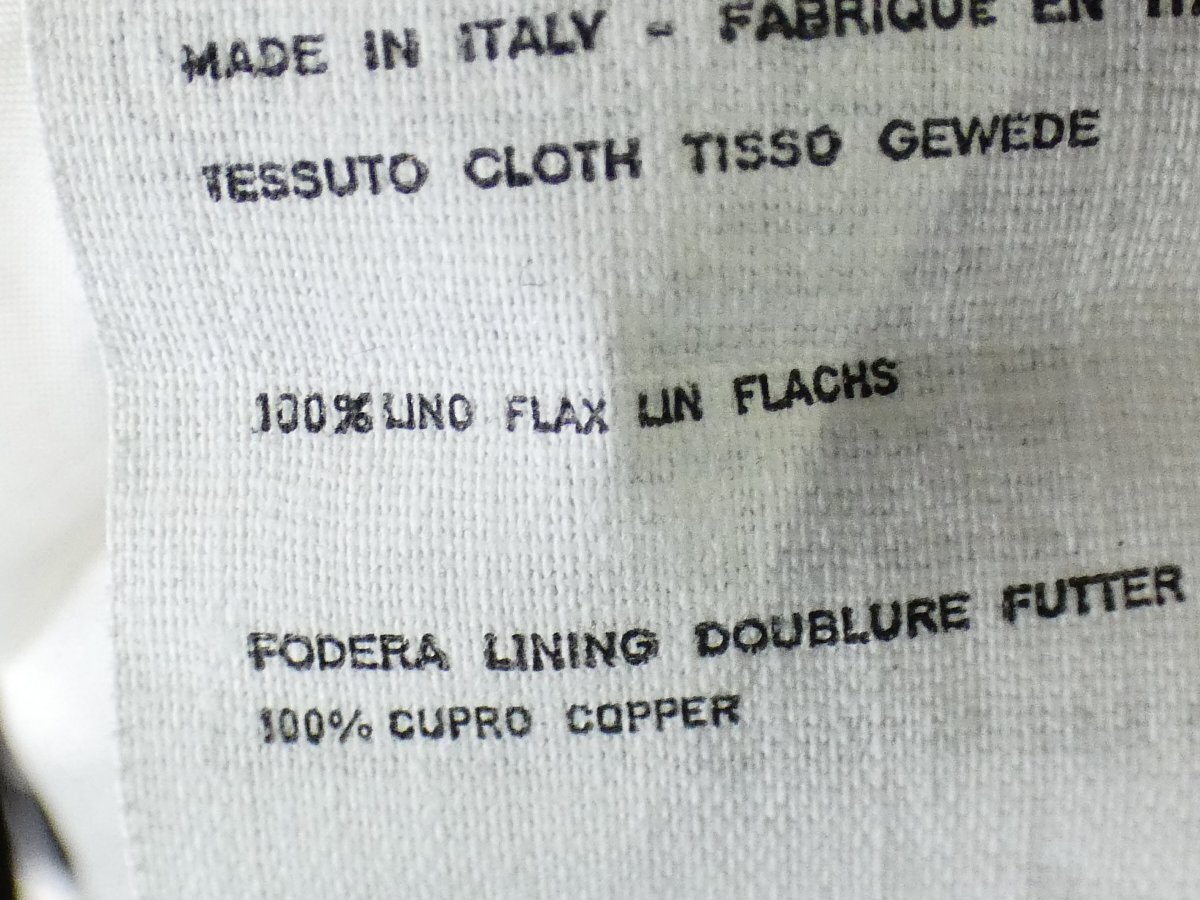 MADE IN ITALY - FABRIQUE EN
TESSUTO CLOTH TISSO GEWEDE
100% LINO FLAX LIN FLACHS
FODERA LINING DOUBLURE FUTTER
100% CUPRO COPPER